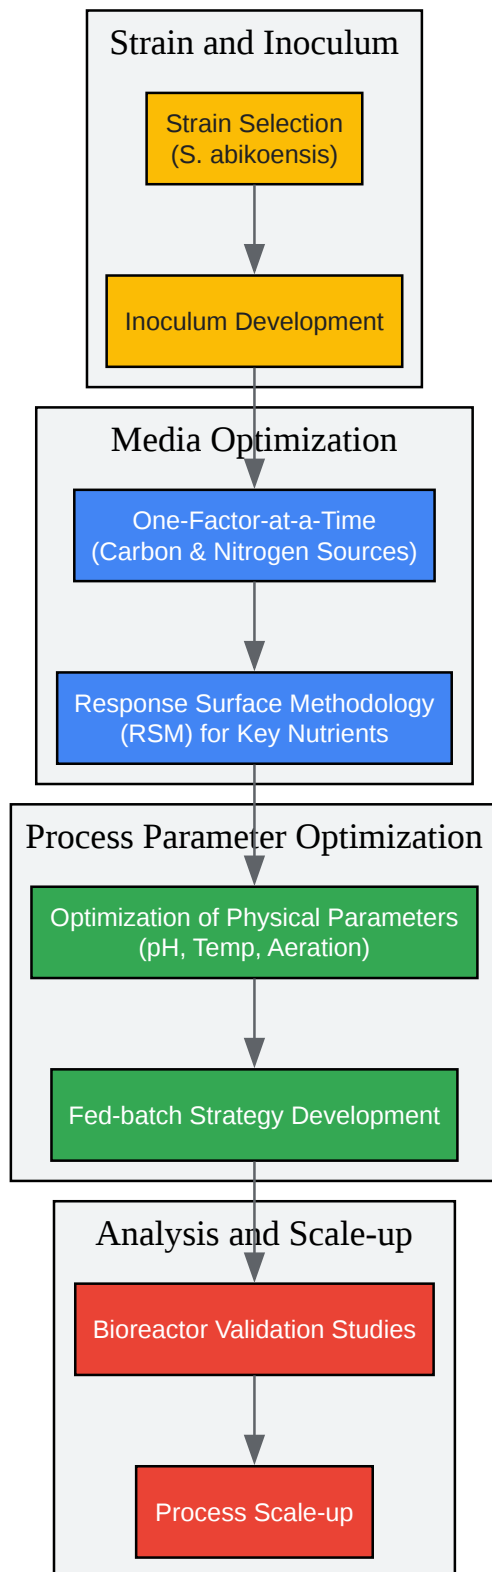 Strain and Inoculum
Strain Selection
(S. abikoensis)
Inoculum Development
Media Optimization
One-Factor-at-a-Time
(Carbon & Nitrogen Sources)
Response Surface Methodology
(RSM) for Key Nutrients
Process Parameter Optimization
Optimization of Physical Parameters
(pH, Temp, Aeration)
Fed-batch Strategy Development
Analysis and Scale-up
Bioreactor Validation Studies
Process Scale-up